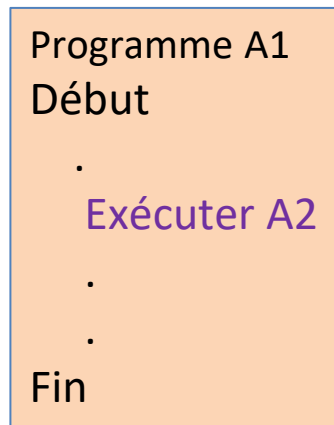 Programme A1
Début
.
Exécuter A2
.
.
Fin